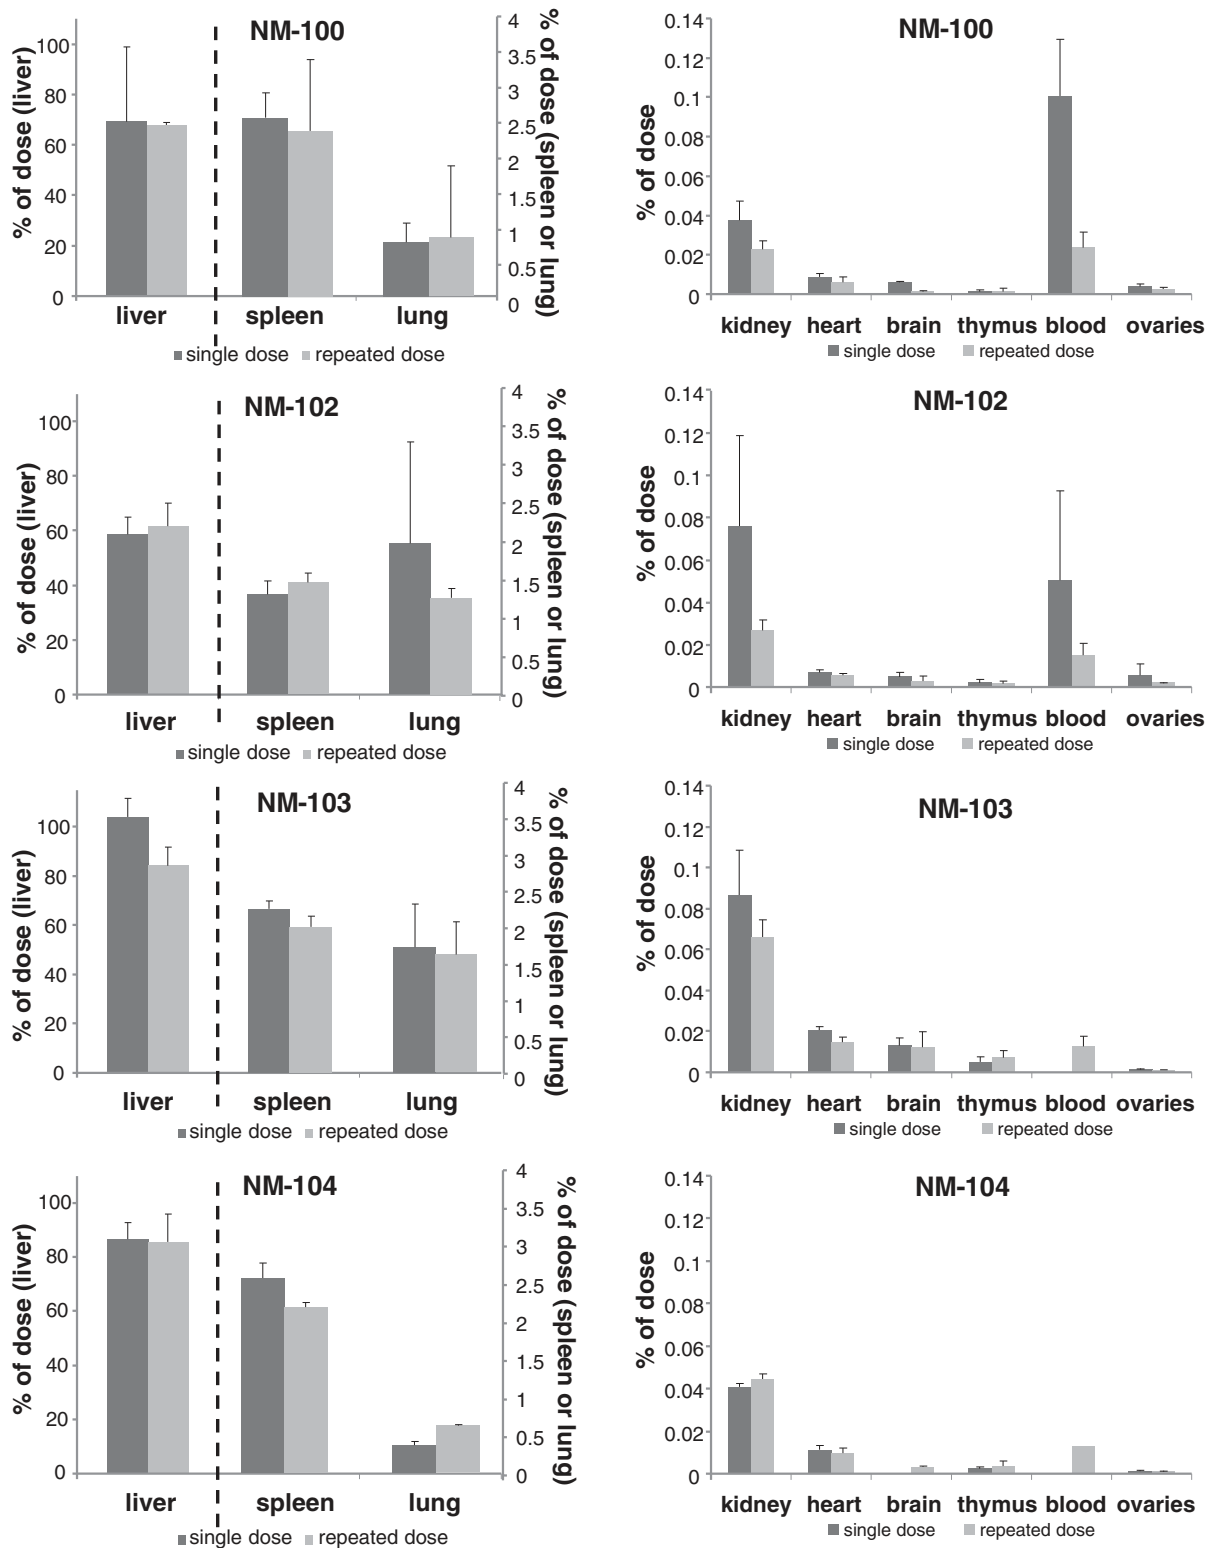 NM-100
% of dose (liver)
100
80
60
40
20
0
4
3.5
3
2.5
2
1.5
1
0.5
0
% of dose (spleen or lung)
liver spleen lung
single dose repeated dose
NM-100
% of dose
0.14
0.12
0.1
0.08
0.06
0.04
0.02
0
kidney heart brain thymus blood ovaries
single dose repeated dose
NM-102
% of dose (liver)
100
80
60
40
20
0
4
3.5
3
2.5
2
1.5
1
0.5
0
% of dose (spleen or lung)
liver spleen lung
single dose repeated dose
NM-102
% of dose
0.14
0.12
0.1
0.08
0.06
0.04
0.02
0
kidney heart brain thymus blood ovaries
single dose repeated dose
NM-103
% of dose (liver)
100
80
60
40
20
0
4
3.5
3
2.5
2
1.5
1
0.5
0
% of dose (spleen or lung)
liver spleen lung
single dose repeated dose
NM-103
% of dose
0.14
0.12
0.1
0.08
0.06
0.04
0.02
0
kidney heart brain thymus blood ovaries
single dose repeated dose
NM-104
% of dose (liver)
100
80
60
40
20
0
4
3.5
3
2.5
2
1.5
1
0.5
0
% of dose (spleen or lung)
liver spleen lung
single dose repeated dose
NM-104
% of dose
0.14
0.12
0.1
0.08
0.06
0.04
0.02
0
kidney heart brain thymus blood ovaries
single dose repeated dose